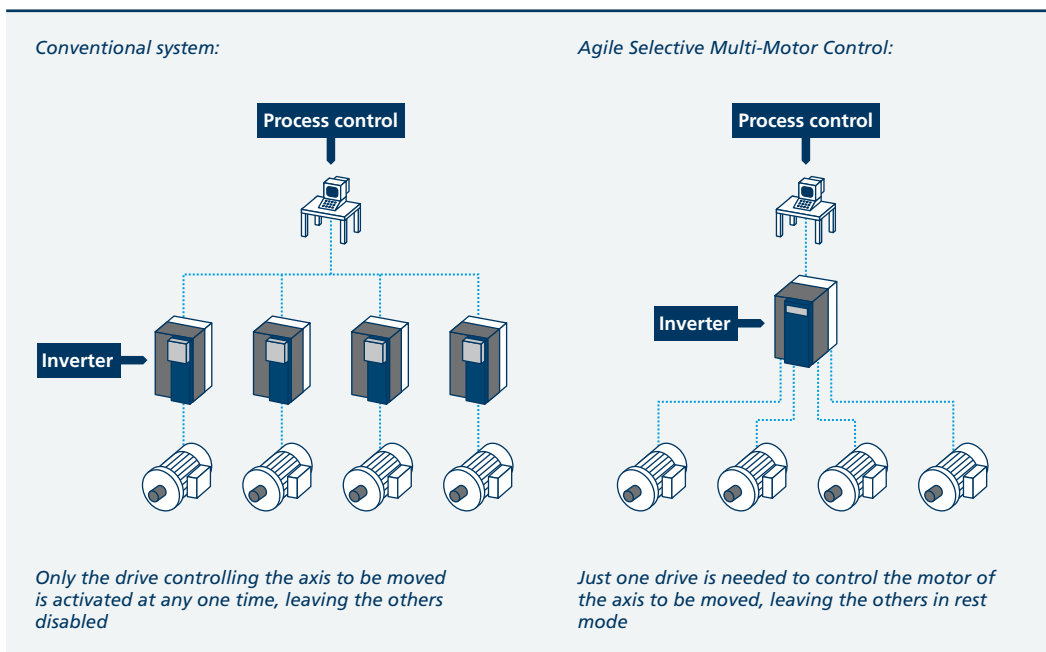 Conventional system:
Process control
Inverter
Only the drive controlling the axis to be moved
is activated at any one time, leaving the others
disabled
Agile Selective Multi-Motor Control:
Process control
Inverter
Just one drive is needed to control the motor of
the axis to be moved, leaving the others in rest
mode